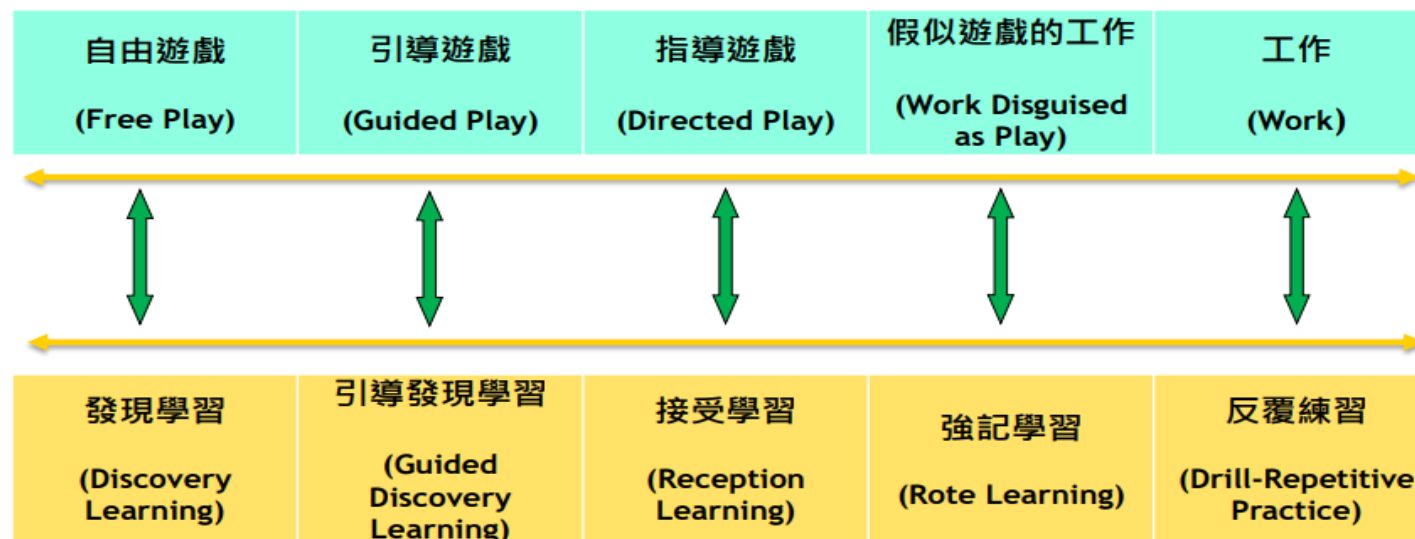 自由遊戲
(Free Play)
引導遊戲
(Guided Play)
指導遊戲
(Directed Play)
假似遊戲的工作
(Work Disguised
as Play)
工作
(Work)
發現學習
(Discovery
Learning)
引導發現學習
(Guided
Discovery
Learning)
接受學習
(Reception
Learning)
強記學習
(Rote Learning)
反覆練習
(Drill-Repetitive
Practice)